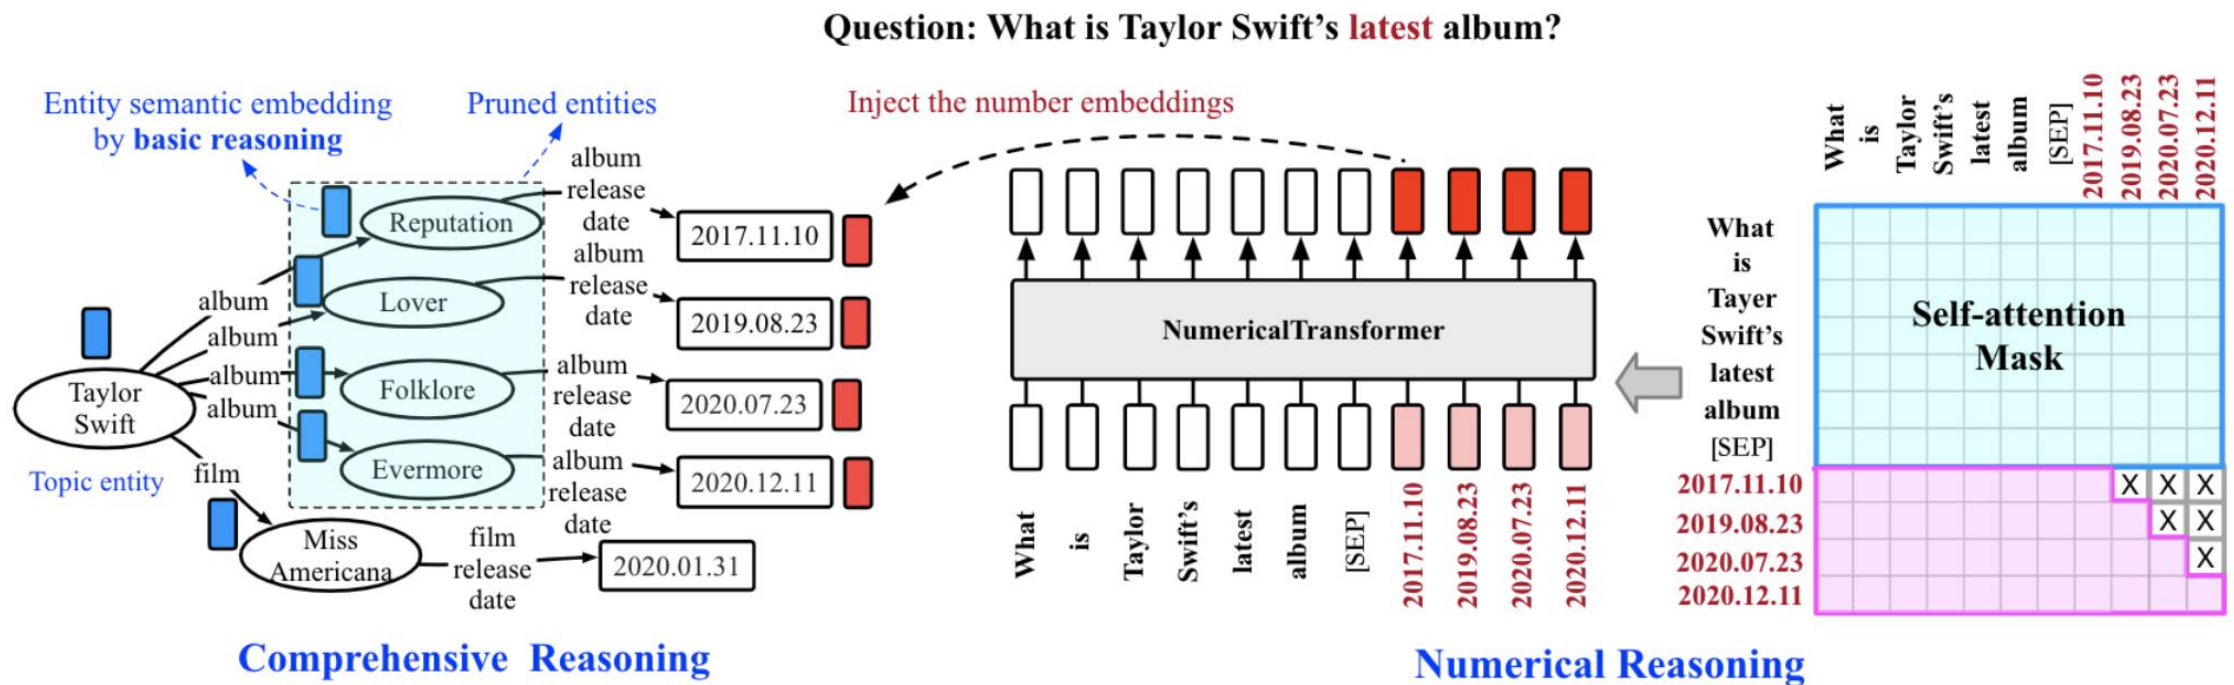 Question: What is Taylor Swift's latest album?
Entity semantic embedding
by basic reasoning
Pruned entities
Taylor
Swift
Topic entity
album
album
album
album
film
Reputation
Lover
Folklore
Evermore
Miss
Americana
album
release
date
album
release
date
album
release
date
album
release
date
film
release
date
2017.11.10
2019.08.23
2020.07.23
2020.12.11
2020.01.31
Comprehensive Reasoning
Inject the number embeddings
NumericalTransformer
What
is
Taylor
Swift's
latest
album
[SEP]
2017.11.10
2019.08.23
2020.07.23
2020.12.11
What
is
Taylor
Swift's
latest
album
[SEP]
2017.11.10
2019.08.23
2020.07.23
2020.12.11
What
is
Tayer
Swift's
latest
album
[SEP]
2017.11.10
2019.08.23
2020.07.23
2020.12.11
Self-attention
Mask
X X X
X X
X
Numerical Reasoning